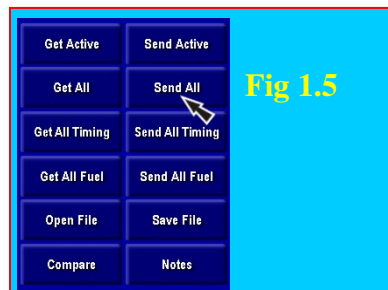 Get Active Send Active
Get All Send All
Fig 1.5
Get All Timing Send All Timing
Get All Fuel Send All Fuel
Open File Save File
Compare Notes